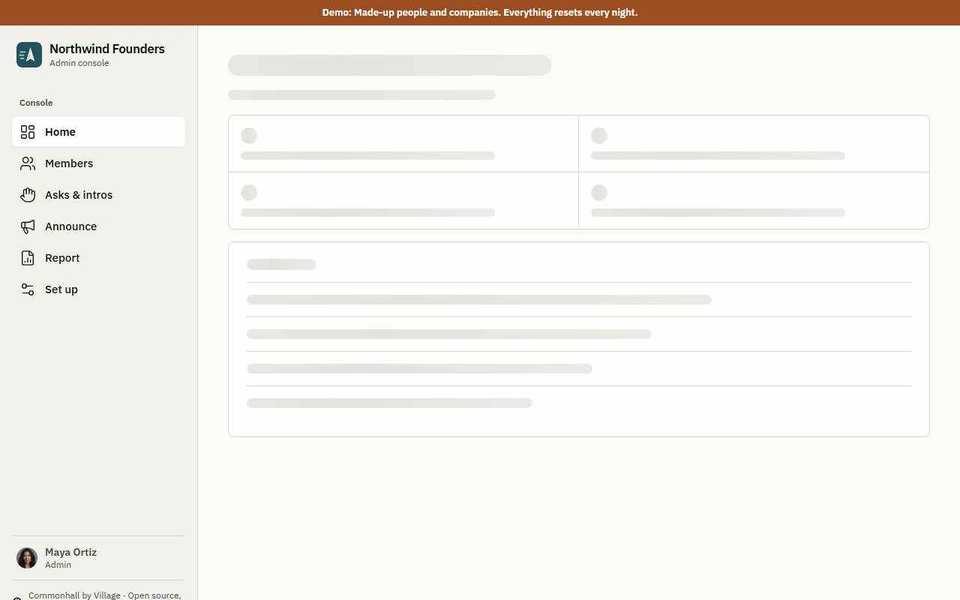 Demo: Made-up people and companies. Everything resets every night.
Northwind Founders
Admin console
Console
Home
Members
Asks & intros
Announce
Report
Set up
Maya Ortiz
Admin
Commonhall by Village · Open source,